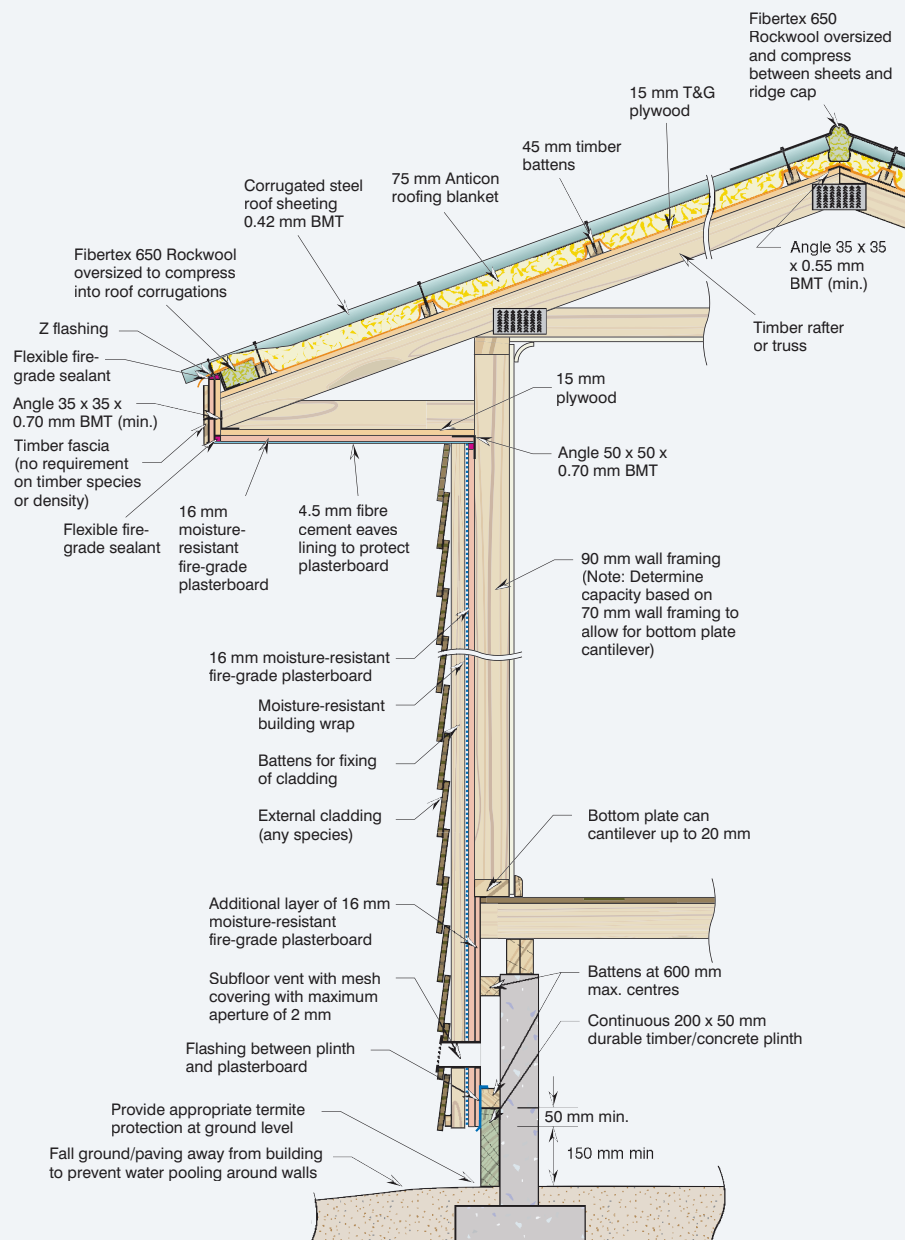 Fibertex 650
Rockwool oversized
and compress
between sheets and
ridge cap
15 mm T&G
plywood
45 mm timber
battens
75 mm Anticon
roofing blanket
Corrugated steel
roof sheeting
0.42 mm BMT
Fibertex 650 Rockwool
oversized to compress
into roof corrugations
Angle 35 x 35
x 0.55 mm
BMT (min.)
Z flashing
Timber rafter
or truss
Flexible fire-
grade sealant
15 mm
plywood
Angle 35 x 35 x
0.70 mm BMT (min.)
Timber fascia
(no requirement
on timber species
or density)
Angle 50 x 50 x
0.70 mm BMT
Flexible fire-
grade sealant
16 mm
moisture-
resistant
fire-grade
plasterboard
4.5 mm fibre
cement eaves
lining to protect
plasterboard
90 mm wall framing
(Note: Determine
capacity based on
70 mm wall framing to
allow for bottom plate
cantilever)
16 mm moisture-resistant
fire-grade plasterboard
Moisture-resistant
building wrap
Battens for fixing
of cladding
External cladding
(any species)
Bottom plate can
cantilever up to 20 mm
Additional layer of 16 mm
moisture-resistant
fire-grade plasterboard
Subfloor vent with mesh
covering with maximum
aperture of 2 mm
Battens at 600 mm
max. centres
Continuous 200 x 50 mm
durable timber/concrete plinth
Flashing between plinth
and plasterboard
Provide appropriate termite
protection at ground level
50 mm min.
Fall ground/paving away from building
to prevent water pooling around walls
150 mm min